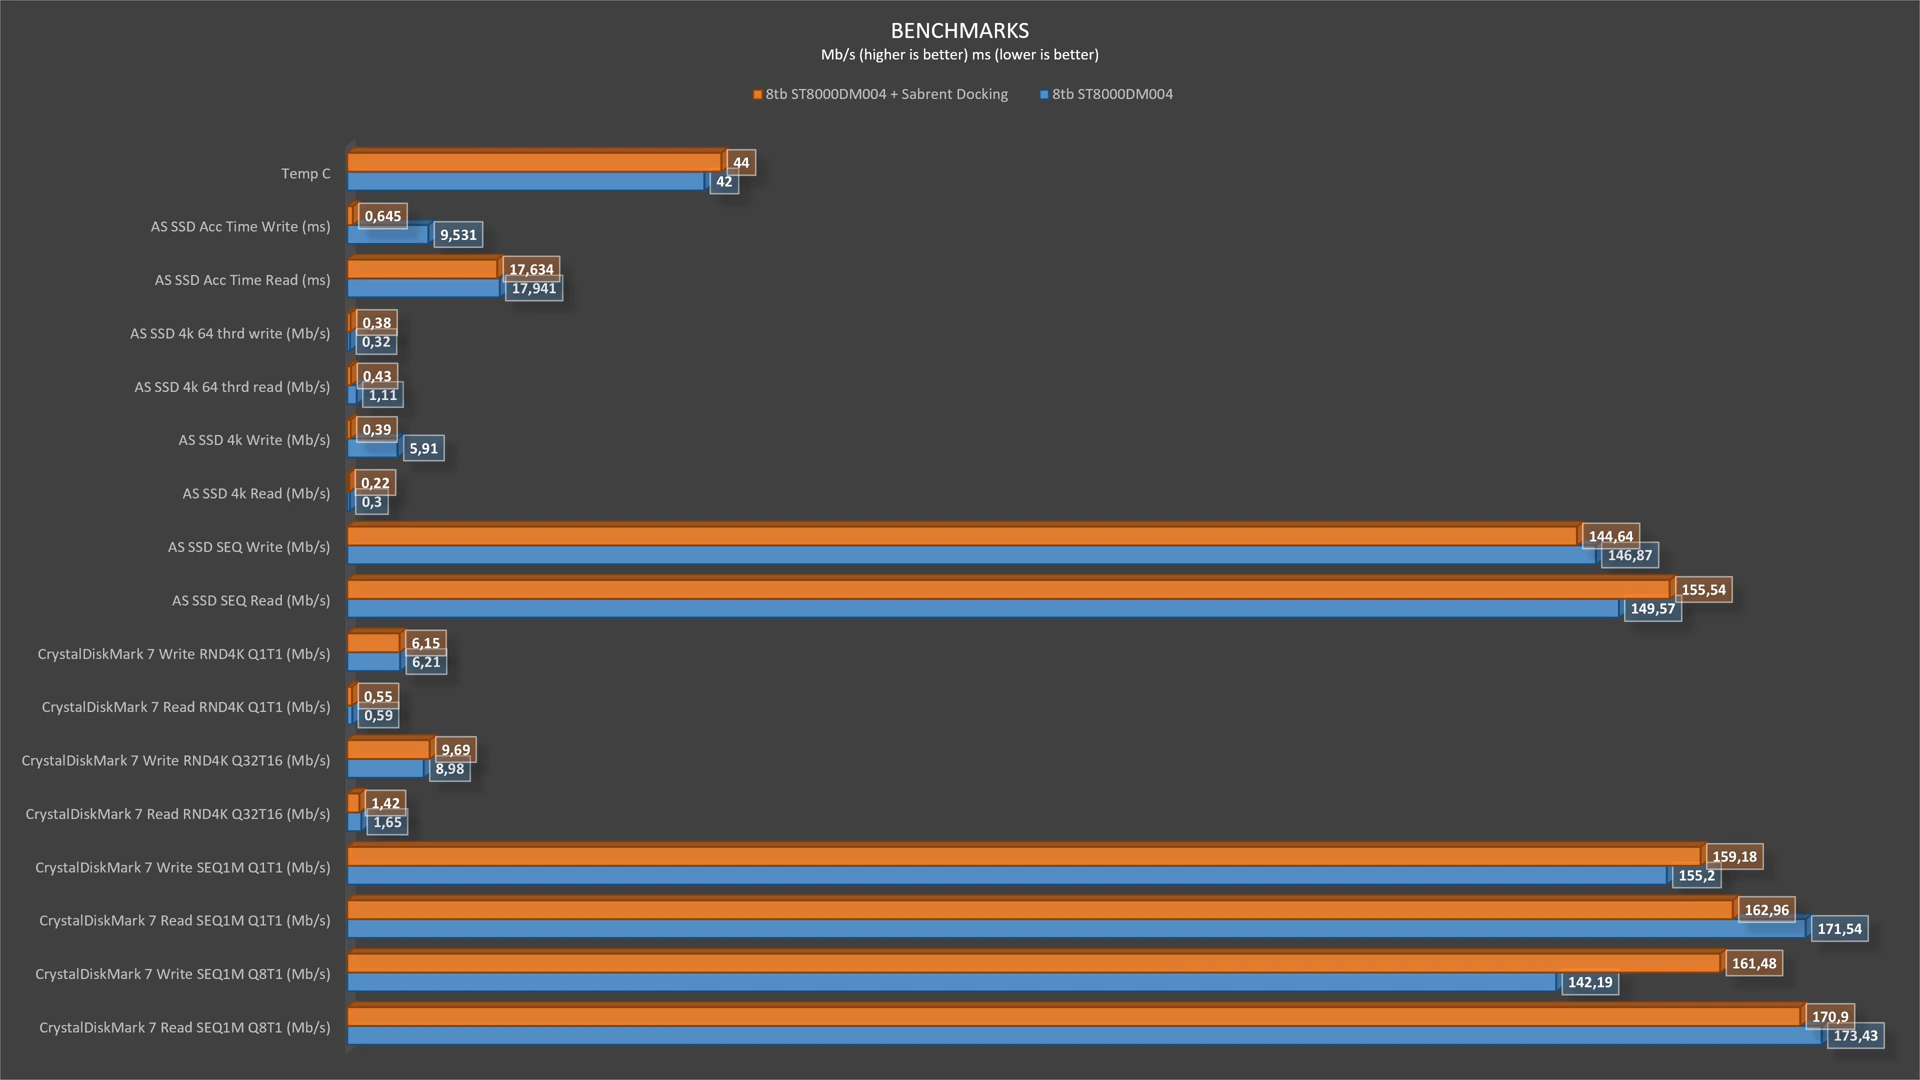 BENCHMARKS
Mb/s (higher is better) ms (lower is better)
8tb ST8000DM004 + Sabrent Docking 8tb ST8000DM004
Temp C 44
42
AS SSD Acc Time Write (ms) 0,645
9,531
AS SSD Acc Time Read (ms) 17,634
17,941
AS SSD 4k 64 thrd write (Mb/s) 0,38
0,32
AS SSD 4k 64 thrd read (Mb/s) 0,43
1,11
AS SSD 4k Write (Mb/s) 0,39
5,91
AS SSD 4k Read (Mb/s) 0,22
0,3
AS SSD SEQ Write (Mb/s) 144,64
146,87
AS SSD SEQ Read (Mb/s) 155,54
149,57
CrystalDiskMark 7 Write RND4K Q1T1 (Mb/s) 6,15
6,21
CrystalDiskMark 7 Read RND4K Q1T1 (Mb/s) 0,55
0,59
CrystalDiskMark 7 Write RND4K Q32T16 (Mb/s) 9,69
8,98
CrystalDiskMark 7 Read RND4K Q32T16 (Mb/s) 1,42
1,65
CrystalDiskMark 7 Write SEQ1M Q1T1 (Mb/s) 159,18
155,2
CrystalDiskMark 7 Read SEQ1M Q1T1 (Mb/s) 162,96
171,54
CrystalDiskMark 7 Write SEQ1M Q8T1 (Mb/s) 161,48
142,19
CrystalDiskMark 7 Read SEQ1M Q8T1 (Mb/s) 170,9
173,43